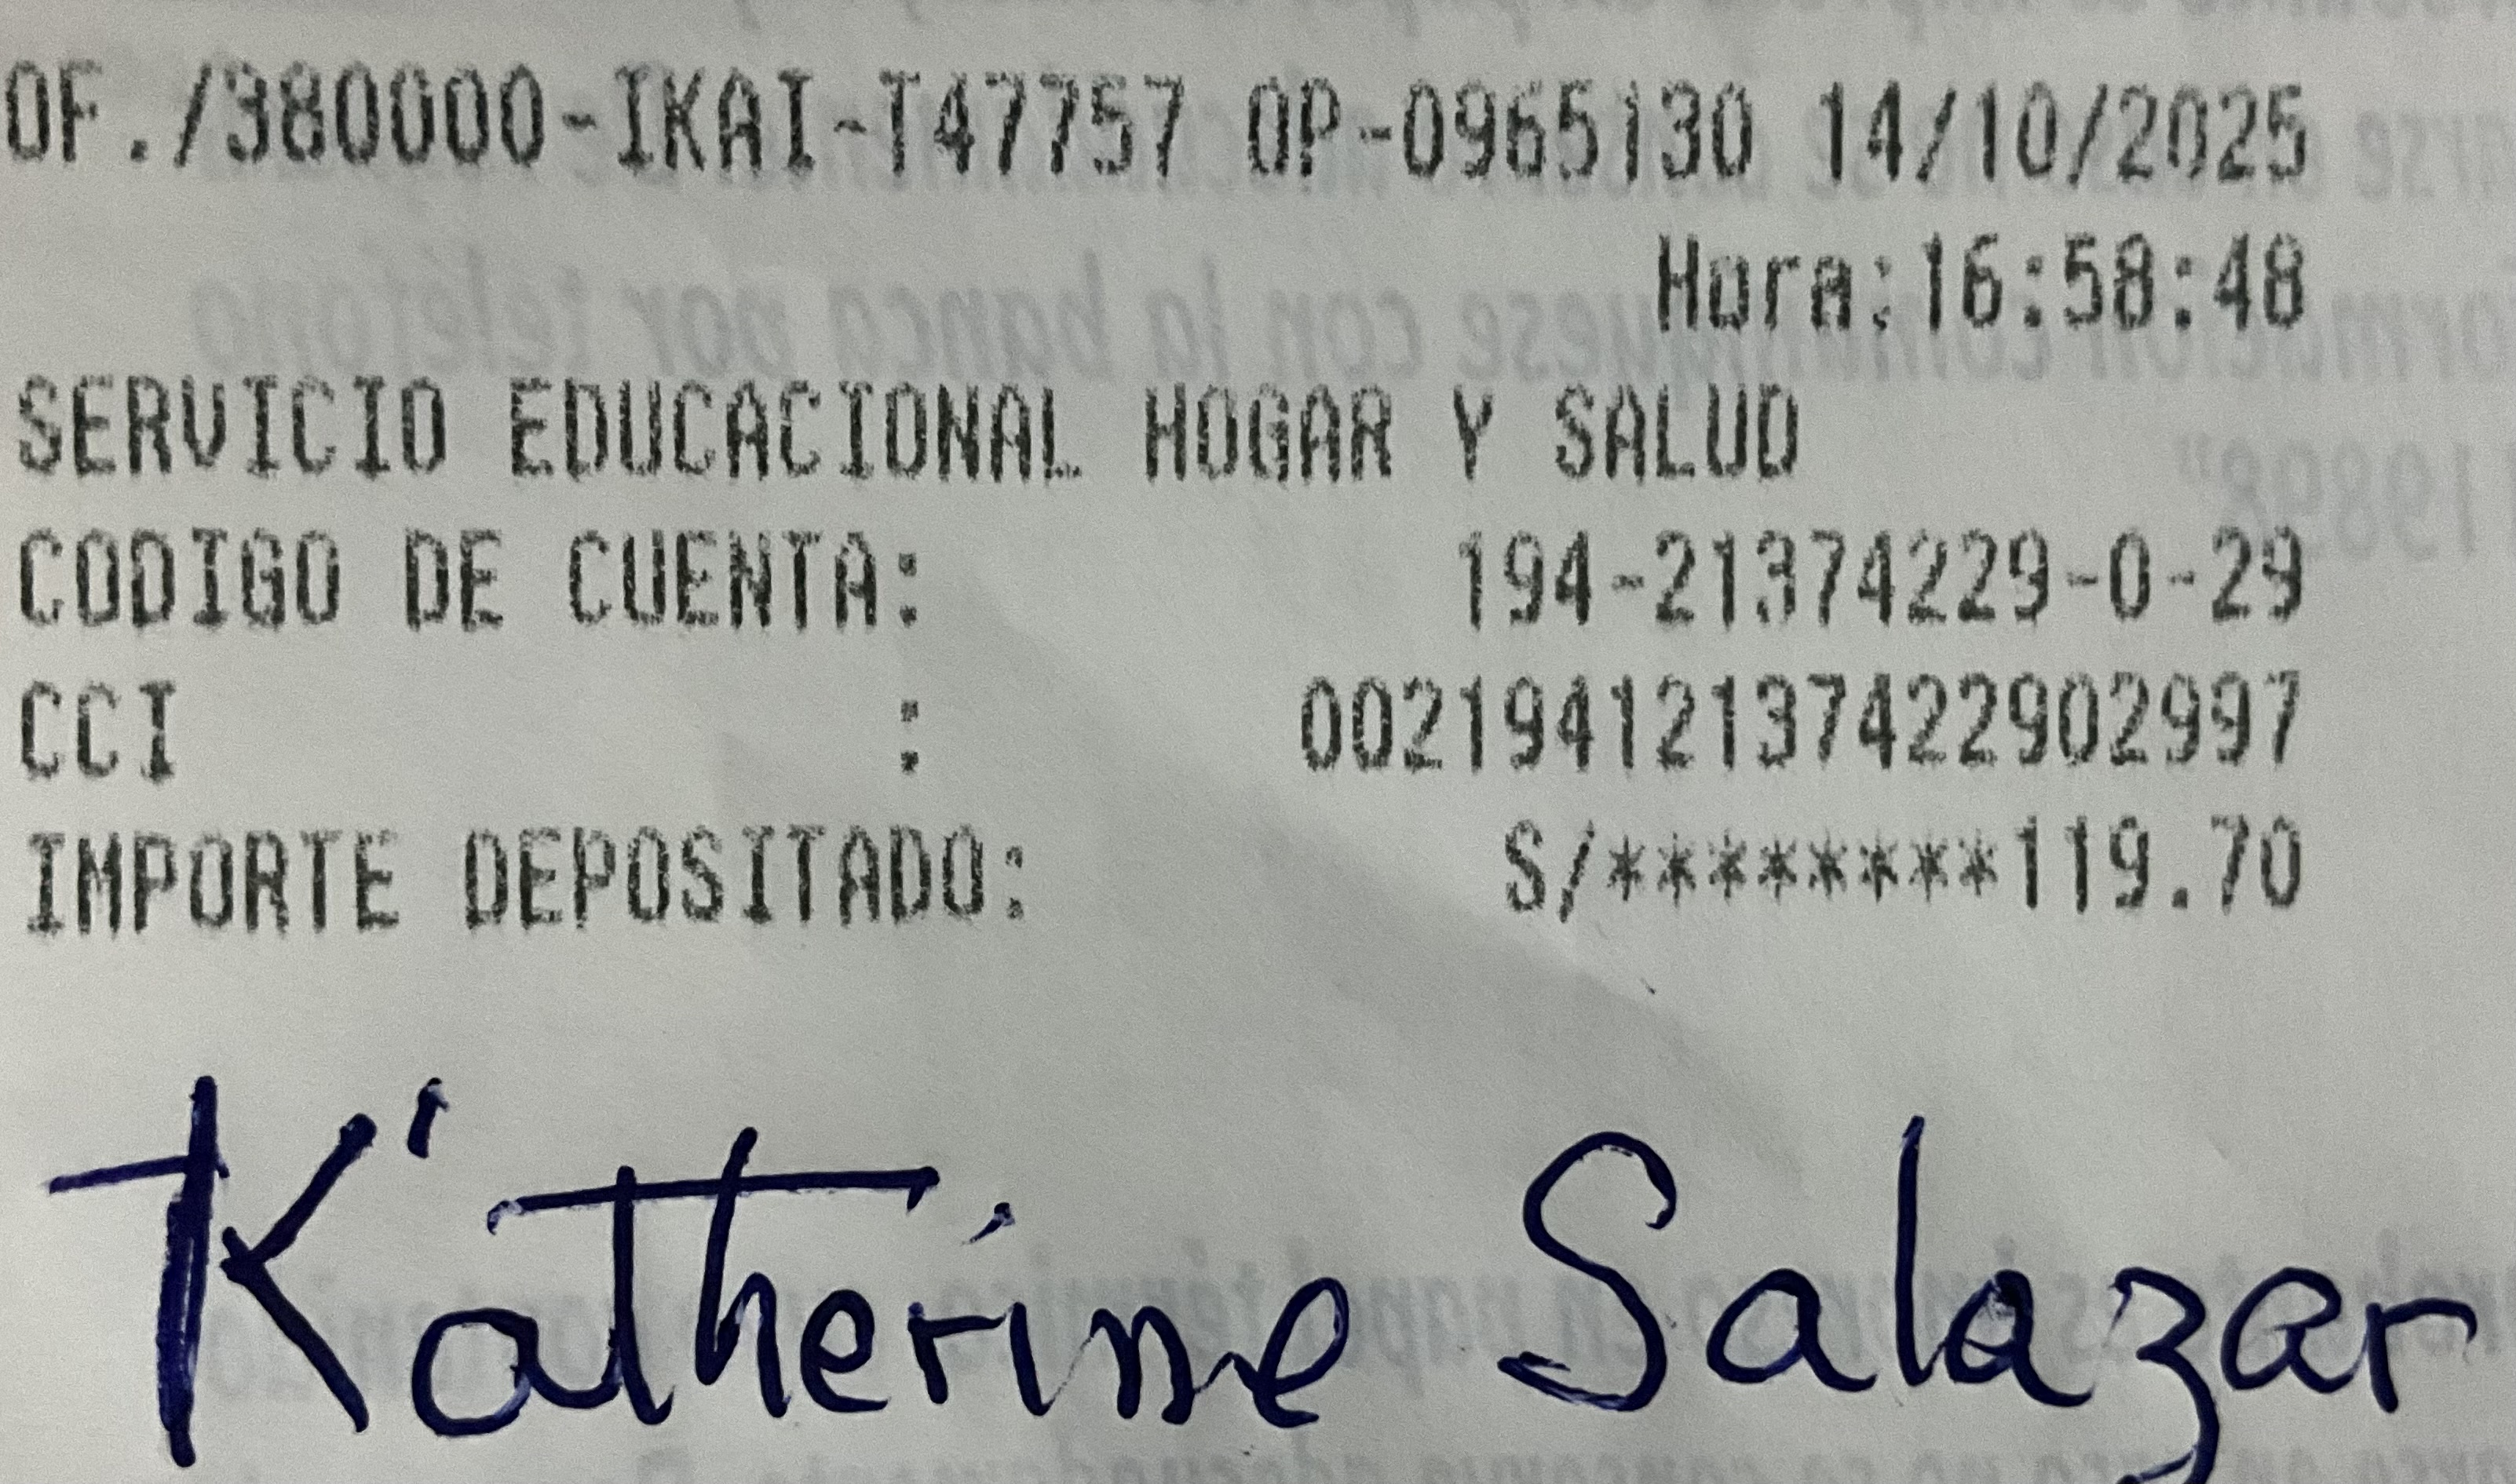 OF./380000-IKAI-T47757 OP-0965130 14/10/2025
Hora:16:58:48
SERVICIO EDUCACIONAL HOGAR Y SALUD
CODIGO DE CUENTA: 194-21374229-0-29
CCI : 00219412137422902997
IMPORTE DEPOSITADO: S/********119.70
Katherine Salazar